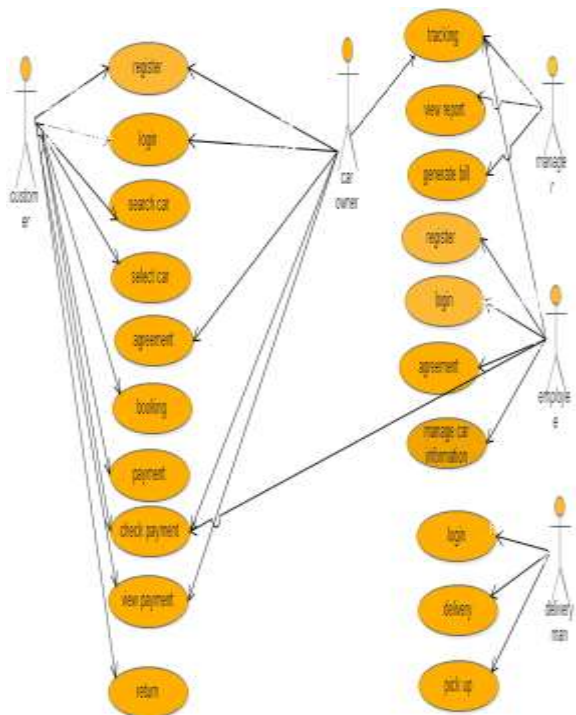 register
login
search car
select car
agreement
booking
payment
check payment
view payment
return
custom
er
car
owner
tracking
view report
generate bill
register
login
agreement
manage car
information
manage
r
employe
e
login
delivery
pick up
delivery
man